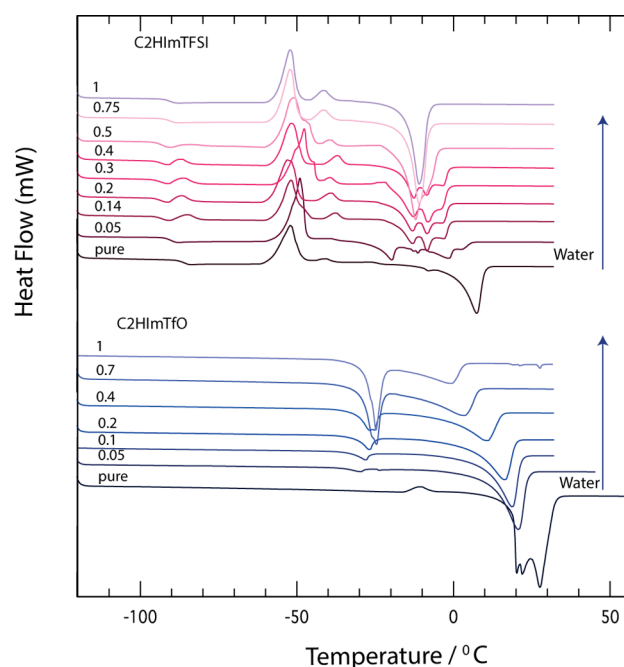 C2HImTFSI
1
0.75
0.5
0.4
0.3
0.2
0.14
0.05
pure
Water
Heat Flow (mW)
C2HImTfO
1
0.7
0.4
0.2
0.1
0.05
pure
Water
-100 -50 0 50
Temperature / ⁰C